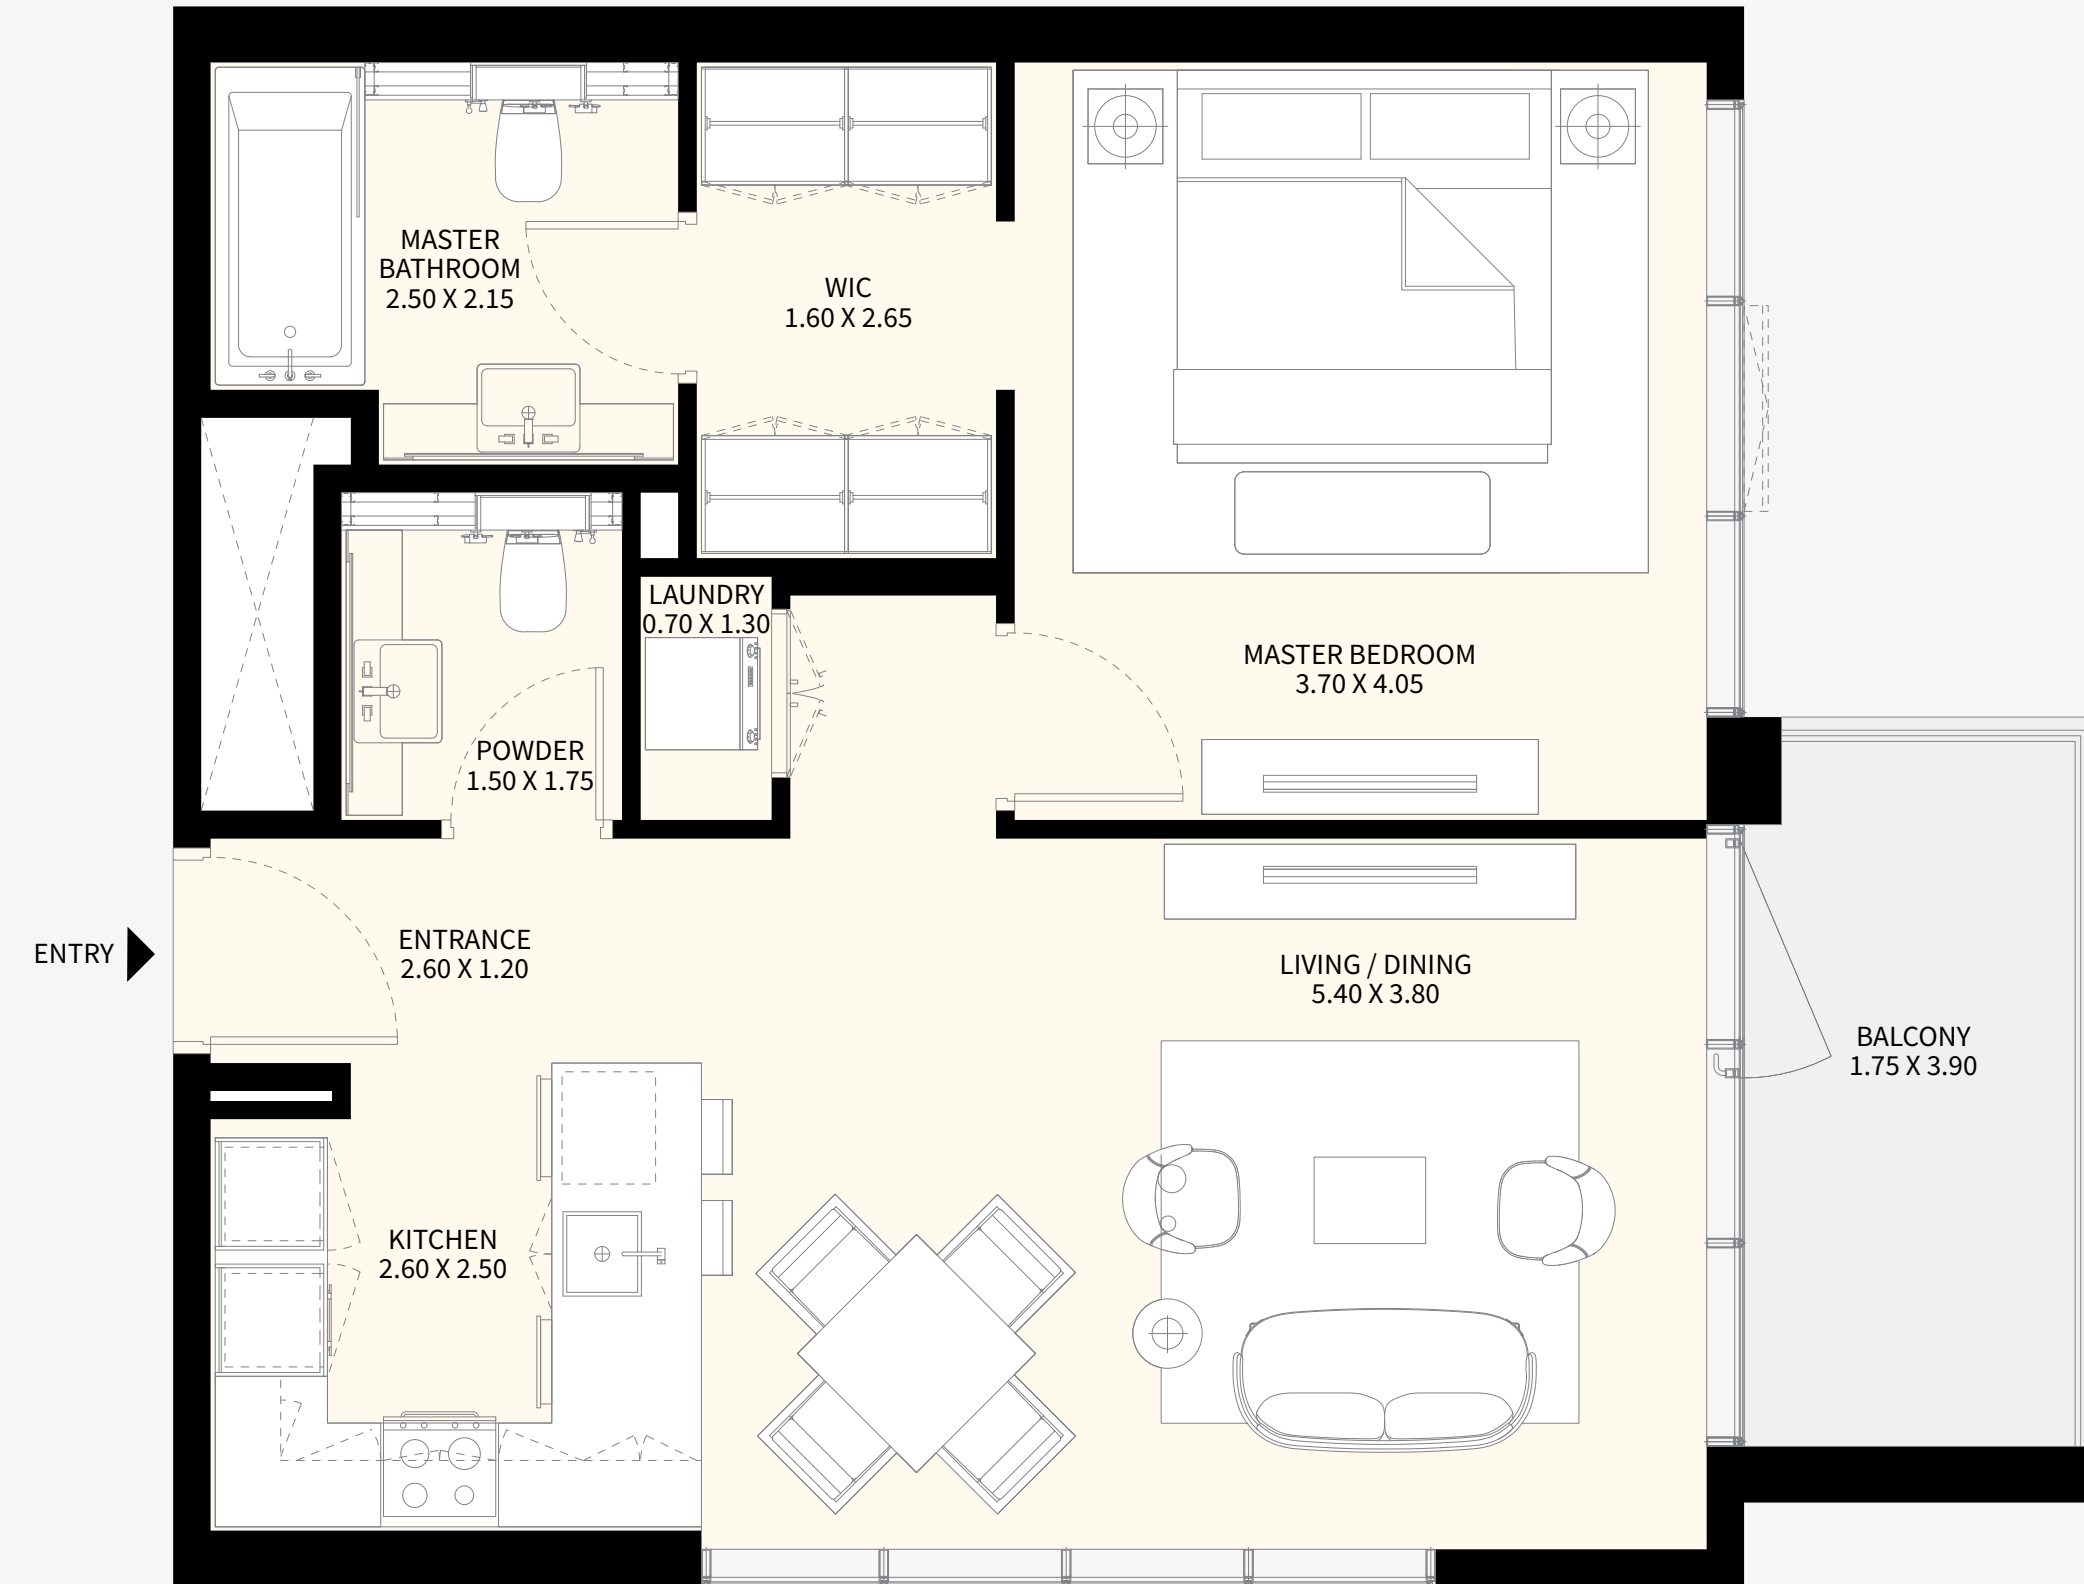 MASTER
BATHROOM
2.50 X 2.15
WIC
1.60 X 2.65
LAUNDRY
0.70 X 1.30
MASTER BEDROOM
3.70 X 4.05
POWDER
1.50 X 1.75
ENTRY
ENTRANCE
2.60 X 1.20
LIVING / DINING
5.40 X 3.80
BALCONY
1.75 X 3.90
KITCHEN
2.60 X 2.50